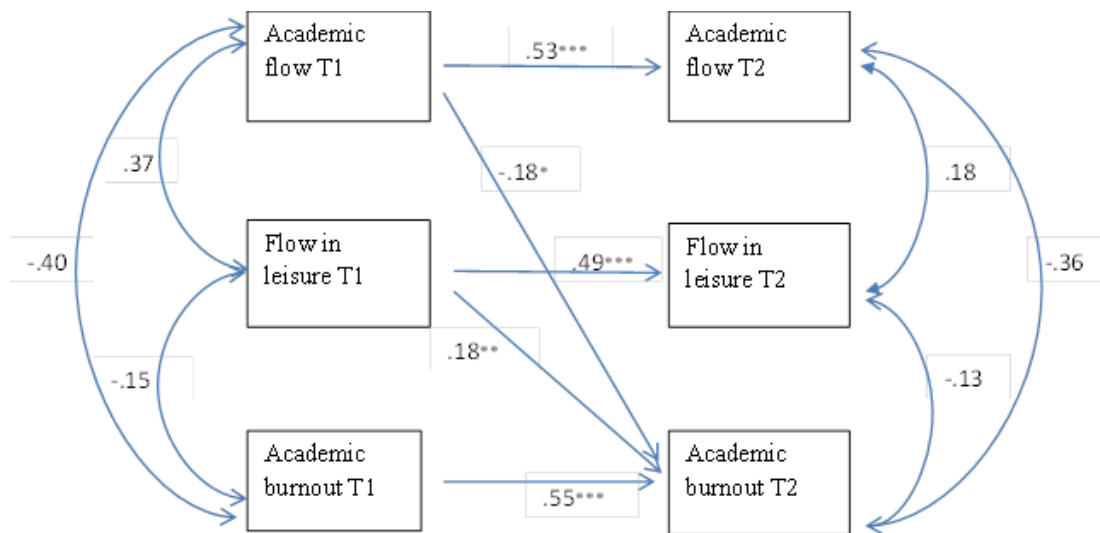 Academic
flow T1
.53***
Academic
flow T2
.37
-.18*
.18
-.40
Flow in
leisure T1
.49***
Flow in
leisure T2
-.36
-.15
.18**
-.13
Academic
burnout T1
.55***
Academic
burnout T2